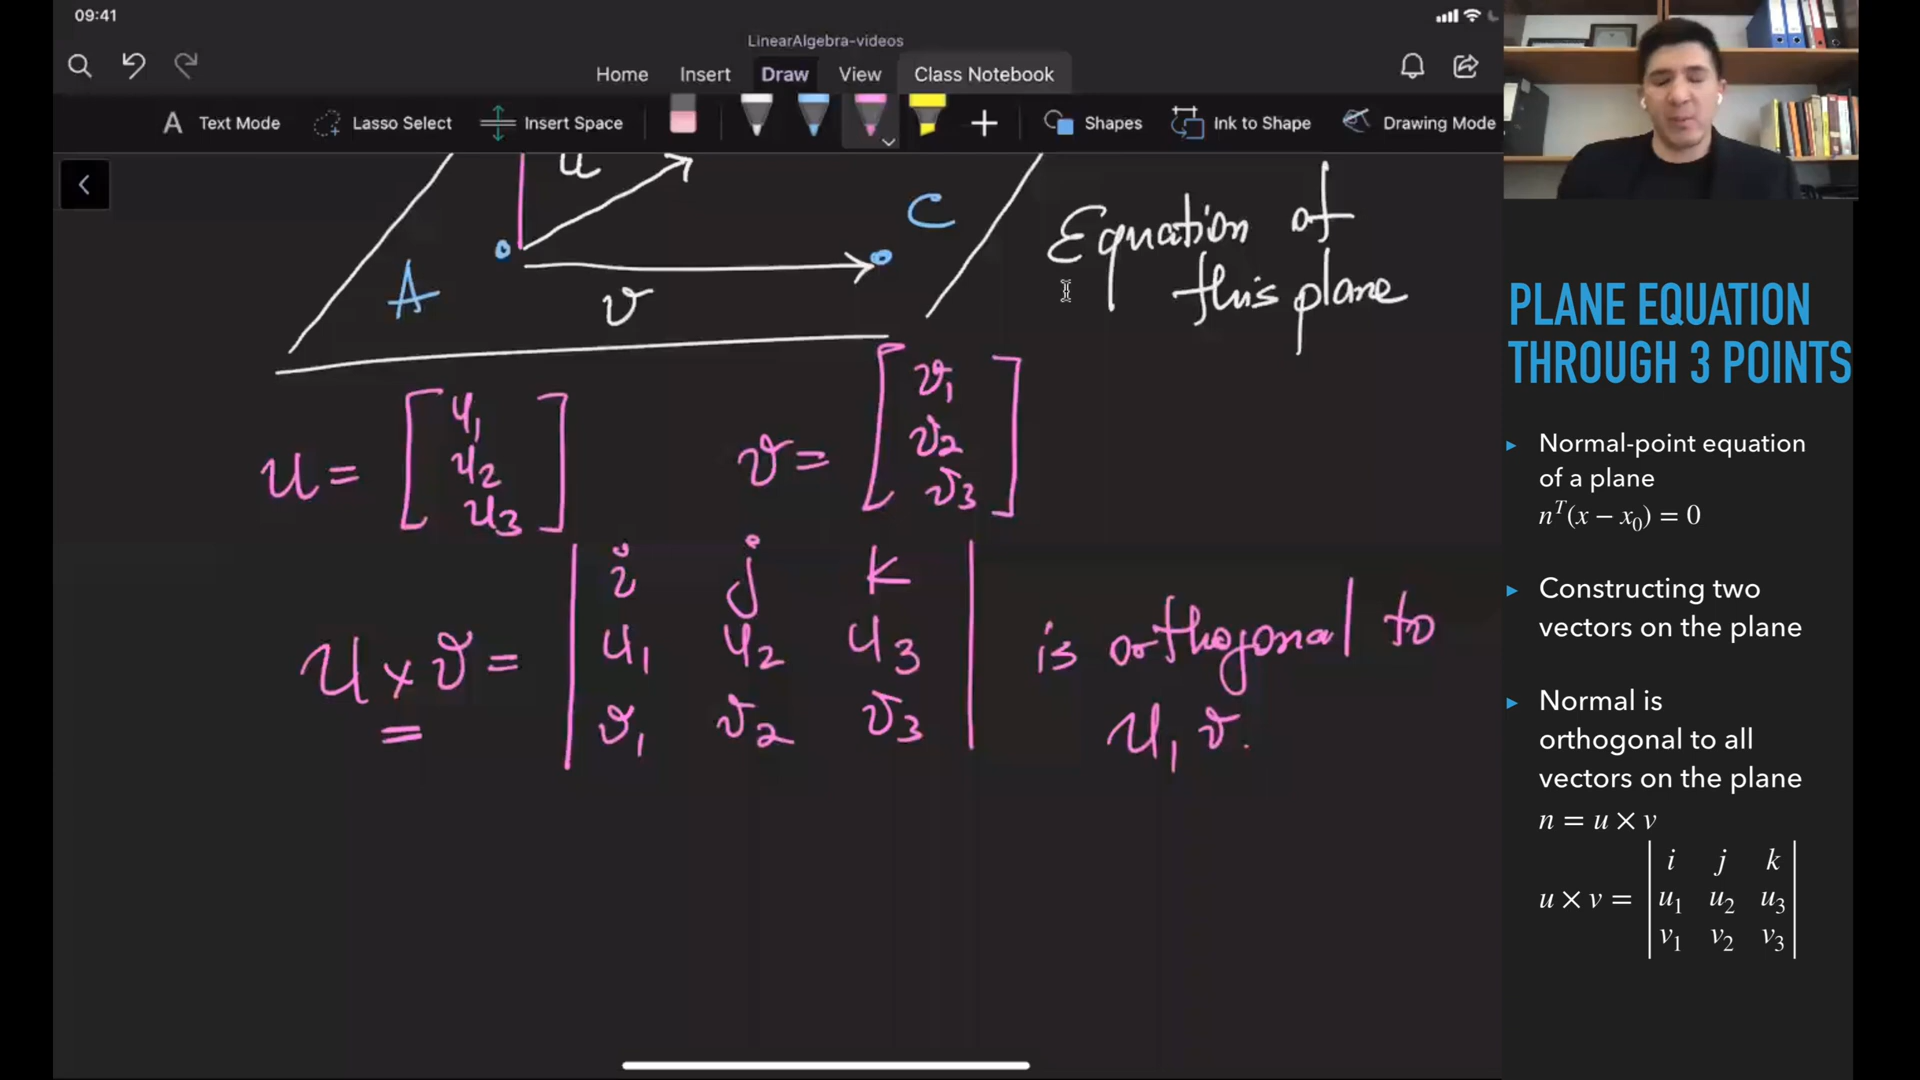 09:41
LinearAlgebra-videos
Home Insert Draw View Class Notebook
A Text Mode Lasso Select Insert Space Shapes Ink to Shape Drawing Mode
u
C
A
v
Equation of
this plane
u = [u1 u2 u3] v = [v1 v2 v3]
u × v = | i j k |
| u1 u2 u3 |
| v1 v2 v3 |
is orthogonal to
u, v.
PLANE EQUATION
THROUGH 3 POINTS
▸ Normal-point equation
of a plane
nᵀ(x − x₀) = 0
▸ Constructing two
vectors on the plane
▸ Normal is
orthogonal to all
vectors on the plane
n = u × v
u × v = | i j k |
| u₁ u₂ u₃ |
| v₁ v₂ v₃ |